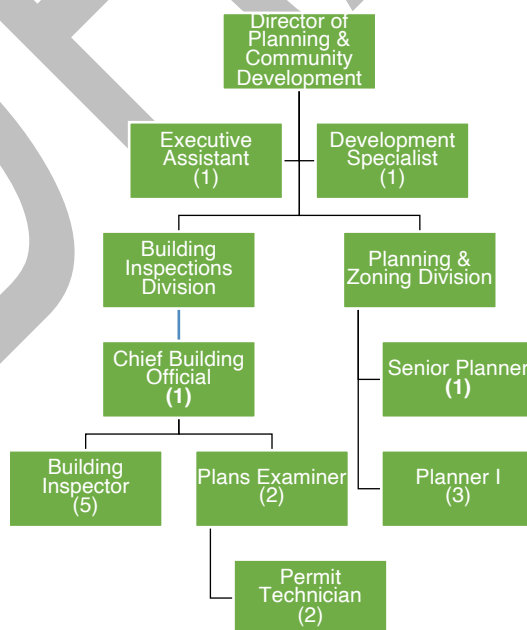 Director of
Planning &
Community
Development
Executive
Assistant
(1)
Development
Specialist
(1)
Building
Inspections
Division
Planning &
Zoning Division
Chief Building
Official
(1)
Senior Planner
(1)
Building
Inspector
(5)
Plans Examiner
(2)
Planner I
(3)
Permit
Technician
(2)